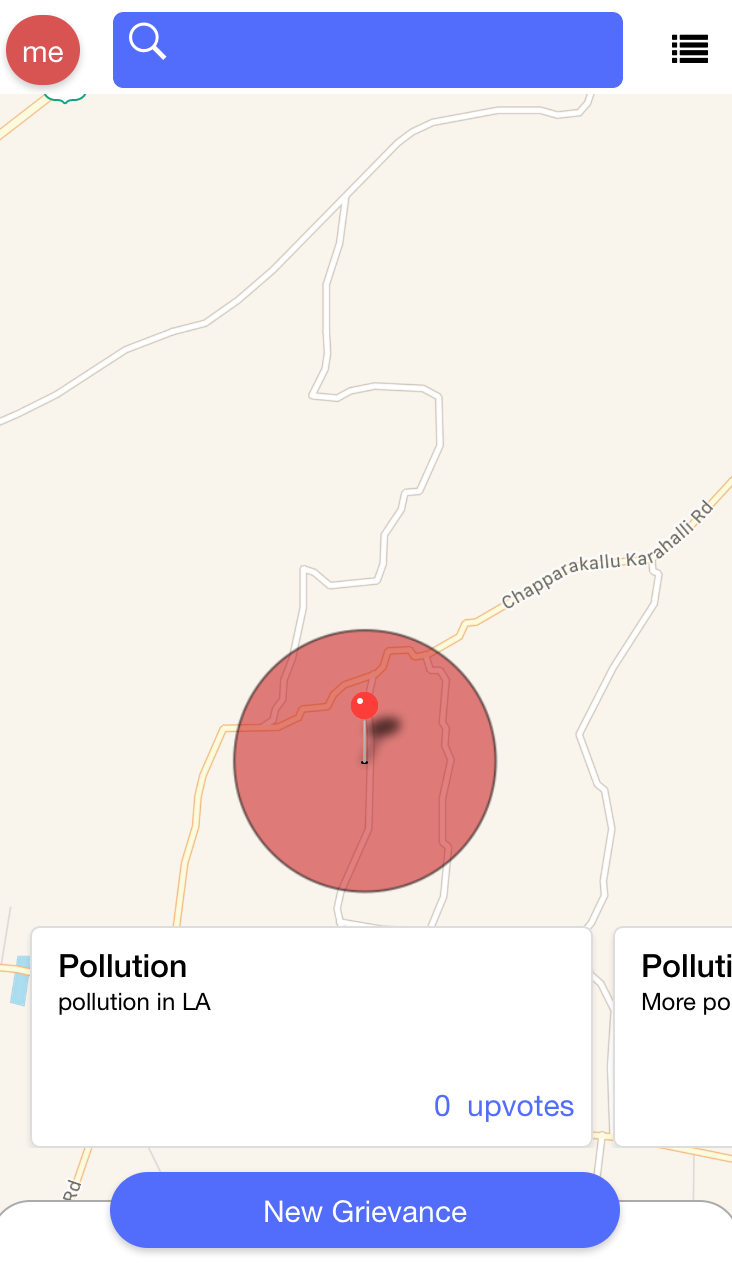 me
Chapparakallu Karahalli Rd
Pollution
pollution in LA
0 upvotes
Polluti
More po
Rd
New Grievance